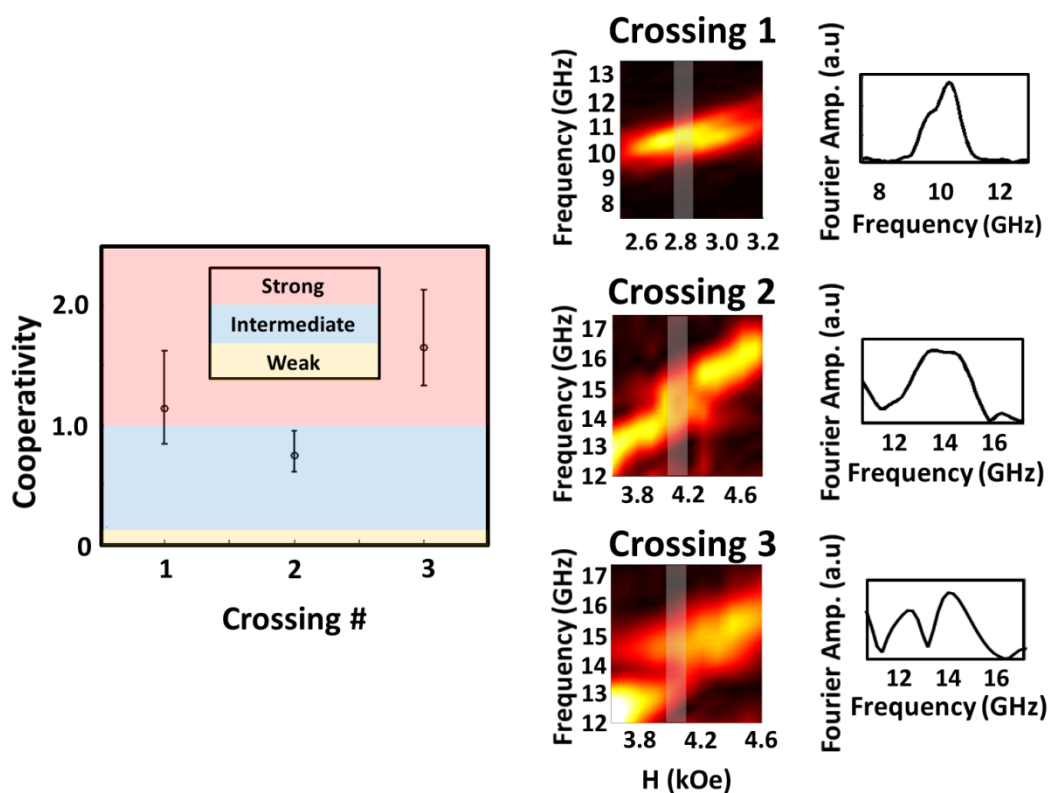 Cooperativity
2.0
1.0
0
Strong
Intermediate
Weak
1 2 3
Crossing #
Crossing 1
Frequency (GHz)
13
12
11
10
9
8
2.6 2.8 3.0 3.2
Fourier Amp. (a.u)
8 10 12
Frequency (GHz)
Crossing 2
Frequency (GHz)
17
16
15
14
13
12
3.8 4.2 4.6
Fourier Amp. (a.u)
12 14 16
Frequency (GHz)
Crossing 3
Frequency (GHz)
17
16
15
14
13
12
3.8 4.2 4.6
H (kOe)
Fourier Amp. (a.u)
12 14 16
Frequency (GHz)